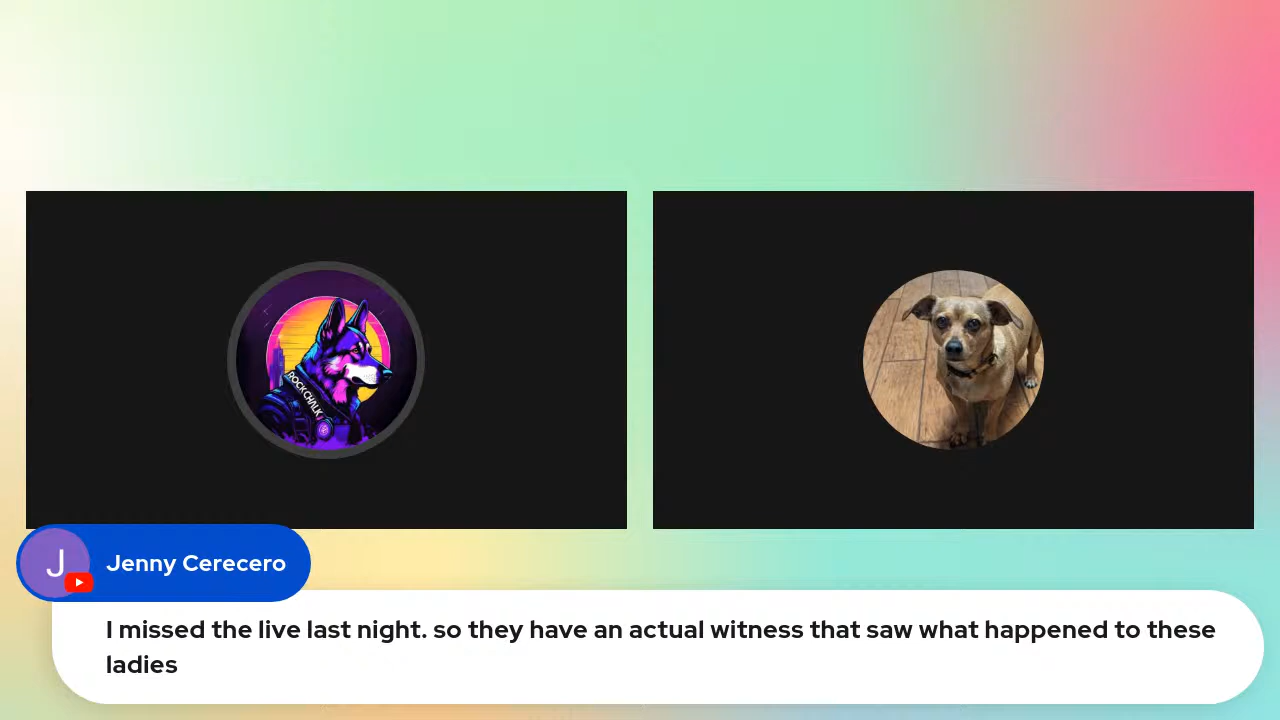 ROCKCHALK
J
Jenny Cerecero
I missed the live last night. so they have an actual witness that saw what happened to these
ladies